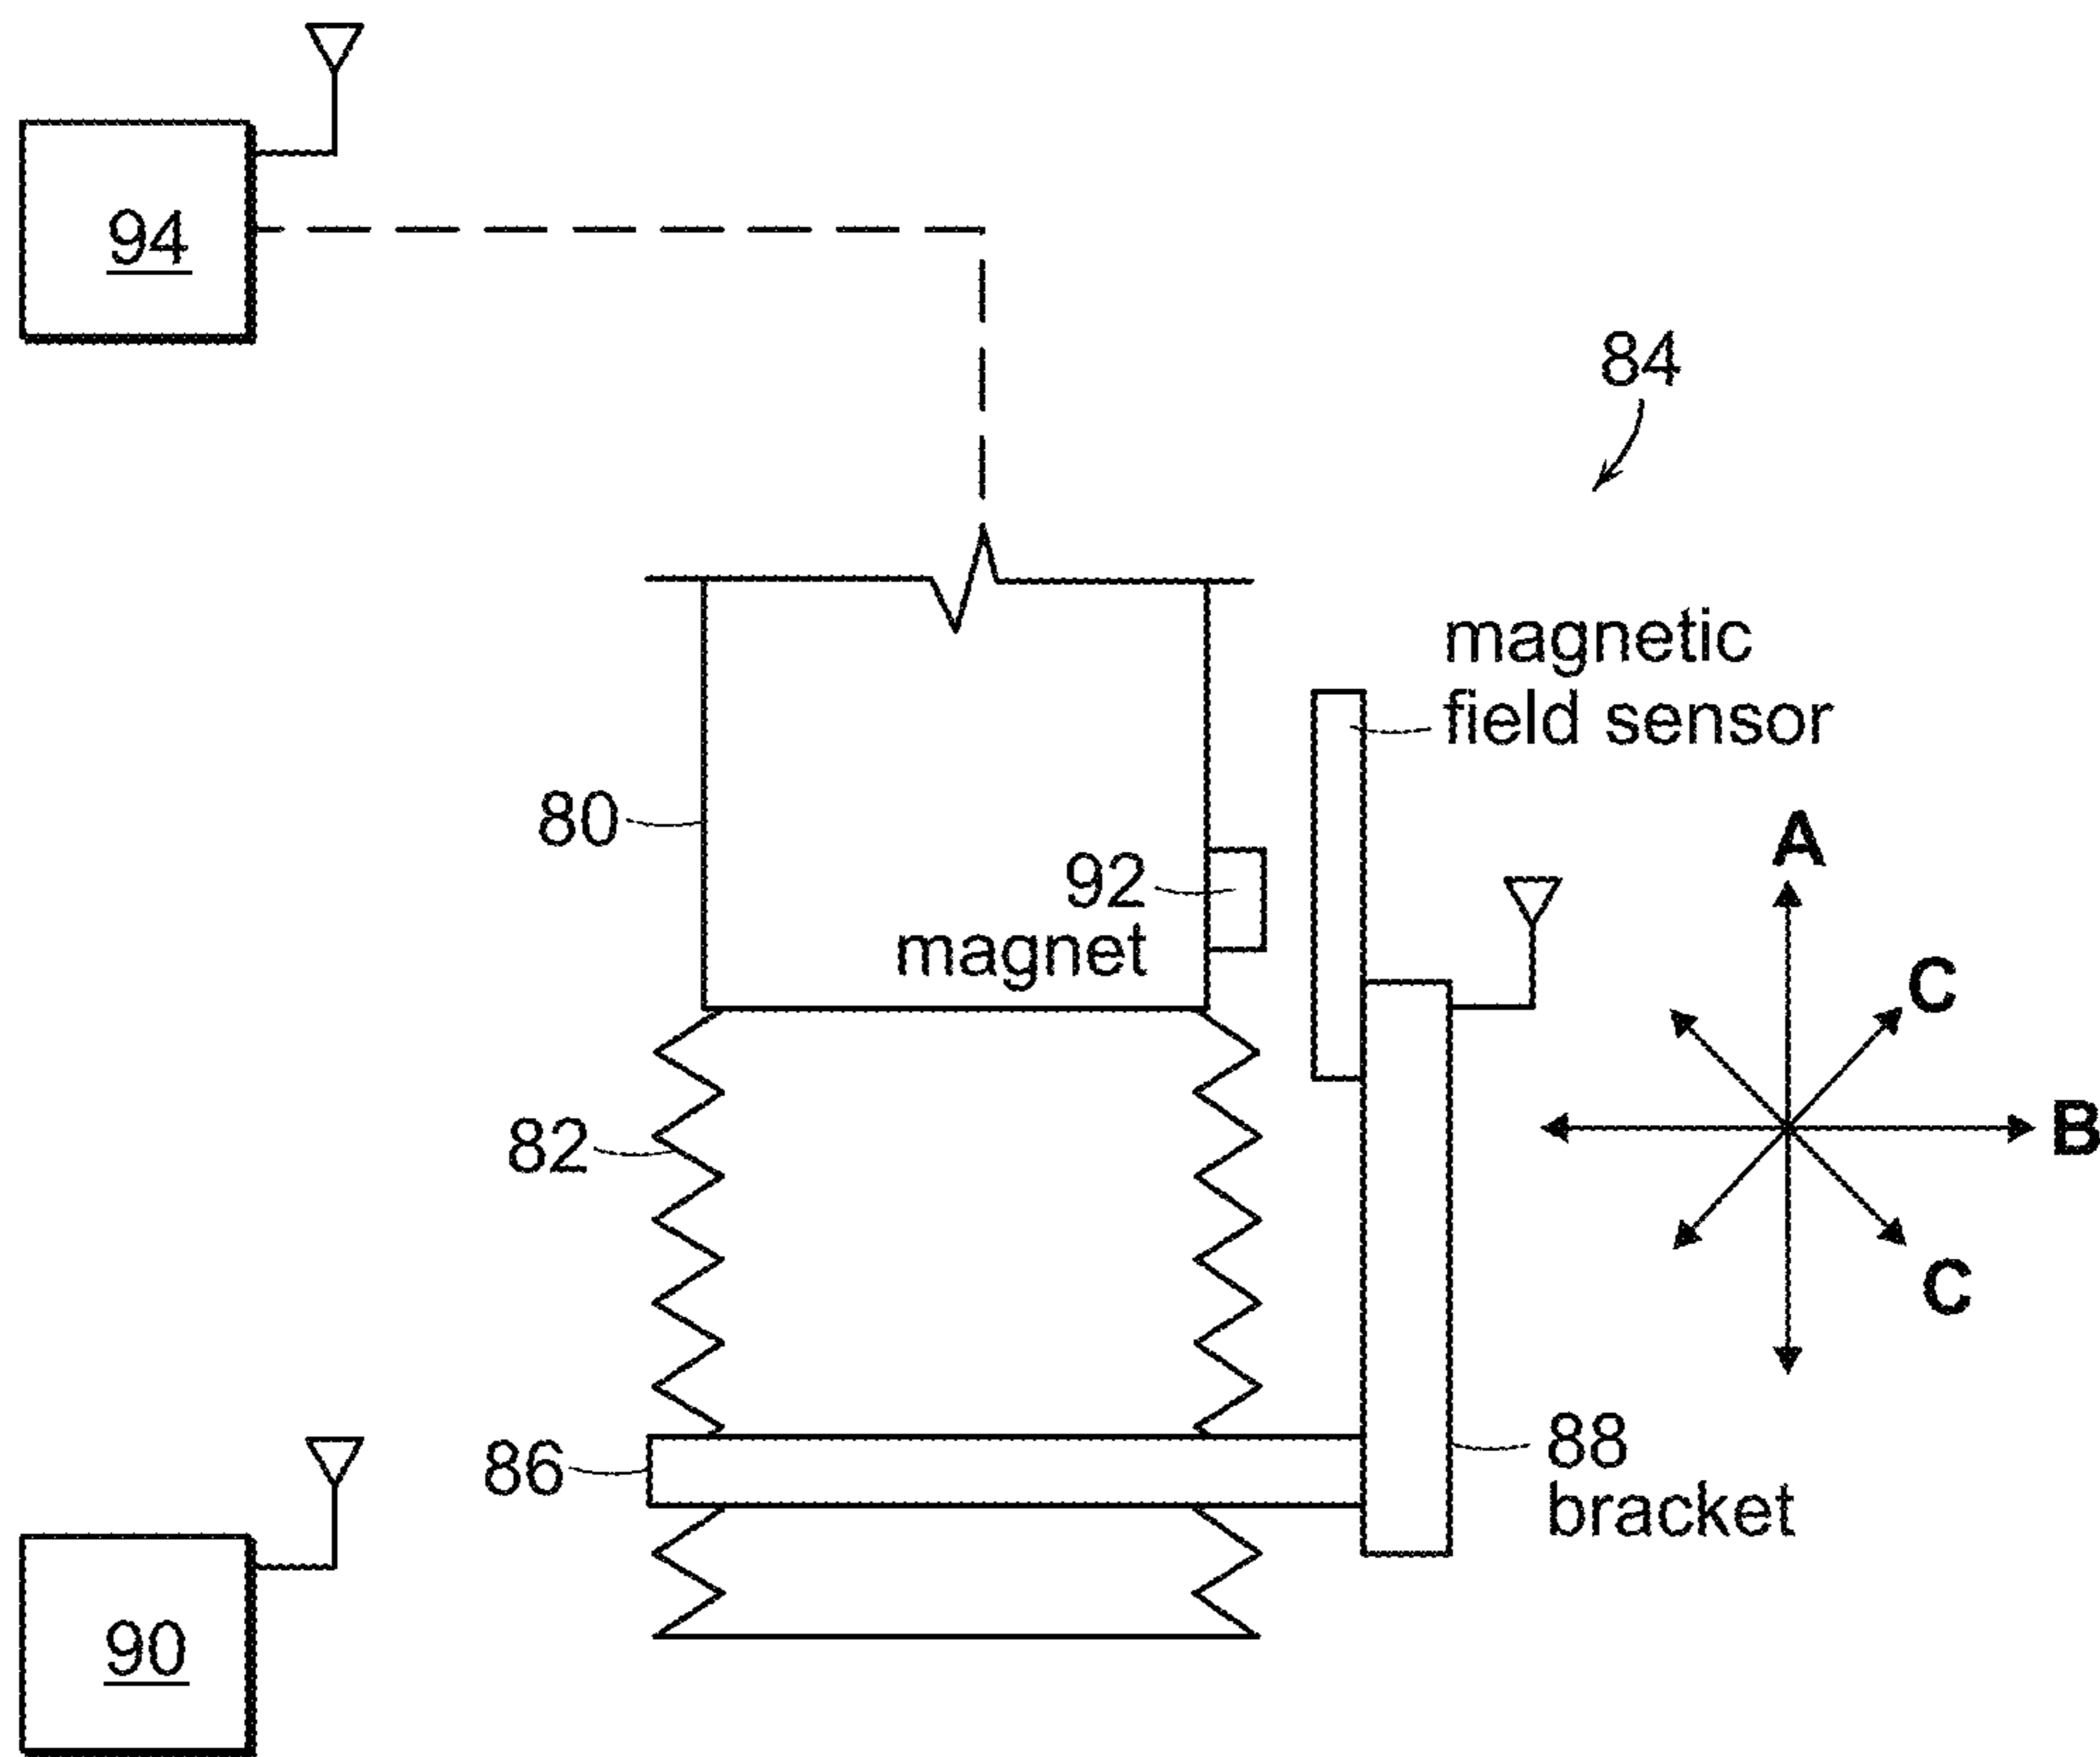 94
84
magnetic
field sensor
80
92
magnet
A
C
B
C
82
86
88
bracket
90